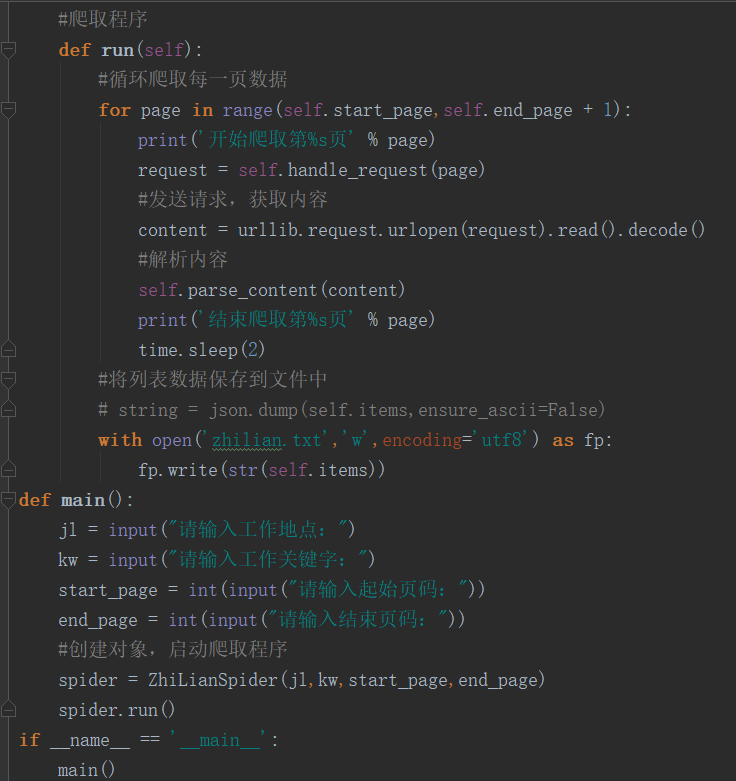 #爬取程序
def run(self):
#循环爬取每一页数据
for page in range(self.start_page,self.end_page + 1):
print('开始爬取第%s页' % page)
request = self.handle_request(page)
#发送请求，获取内容
content = urllib.request.urlopen(request).read().decode()
#解析内容
self.parse_content(content)
print('结束爬取第%s页' % page)
time.sleep(2)
#将列表数据保存到文件中
# string = json.dump(self.items,ensure_ascii=False)
with open('zhilian.txt','w',encoding='utf8') as fp:
fp.write(str(self.items))
def main():
jl = input("请输入工作地点：")
kw = input("请输入工作关键字：")
start_page = int(input("请输入起始页码："))
end_page = int(input("请输入结束页码："))
#创建对象，启动爬取程序
spider = ZhiLianSpider(jl,kw,start_page,end_page)
spider.run()
if __name__ == '__main__':
main()